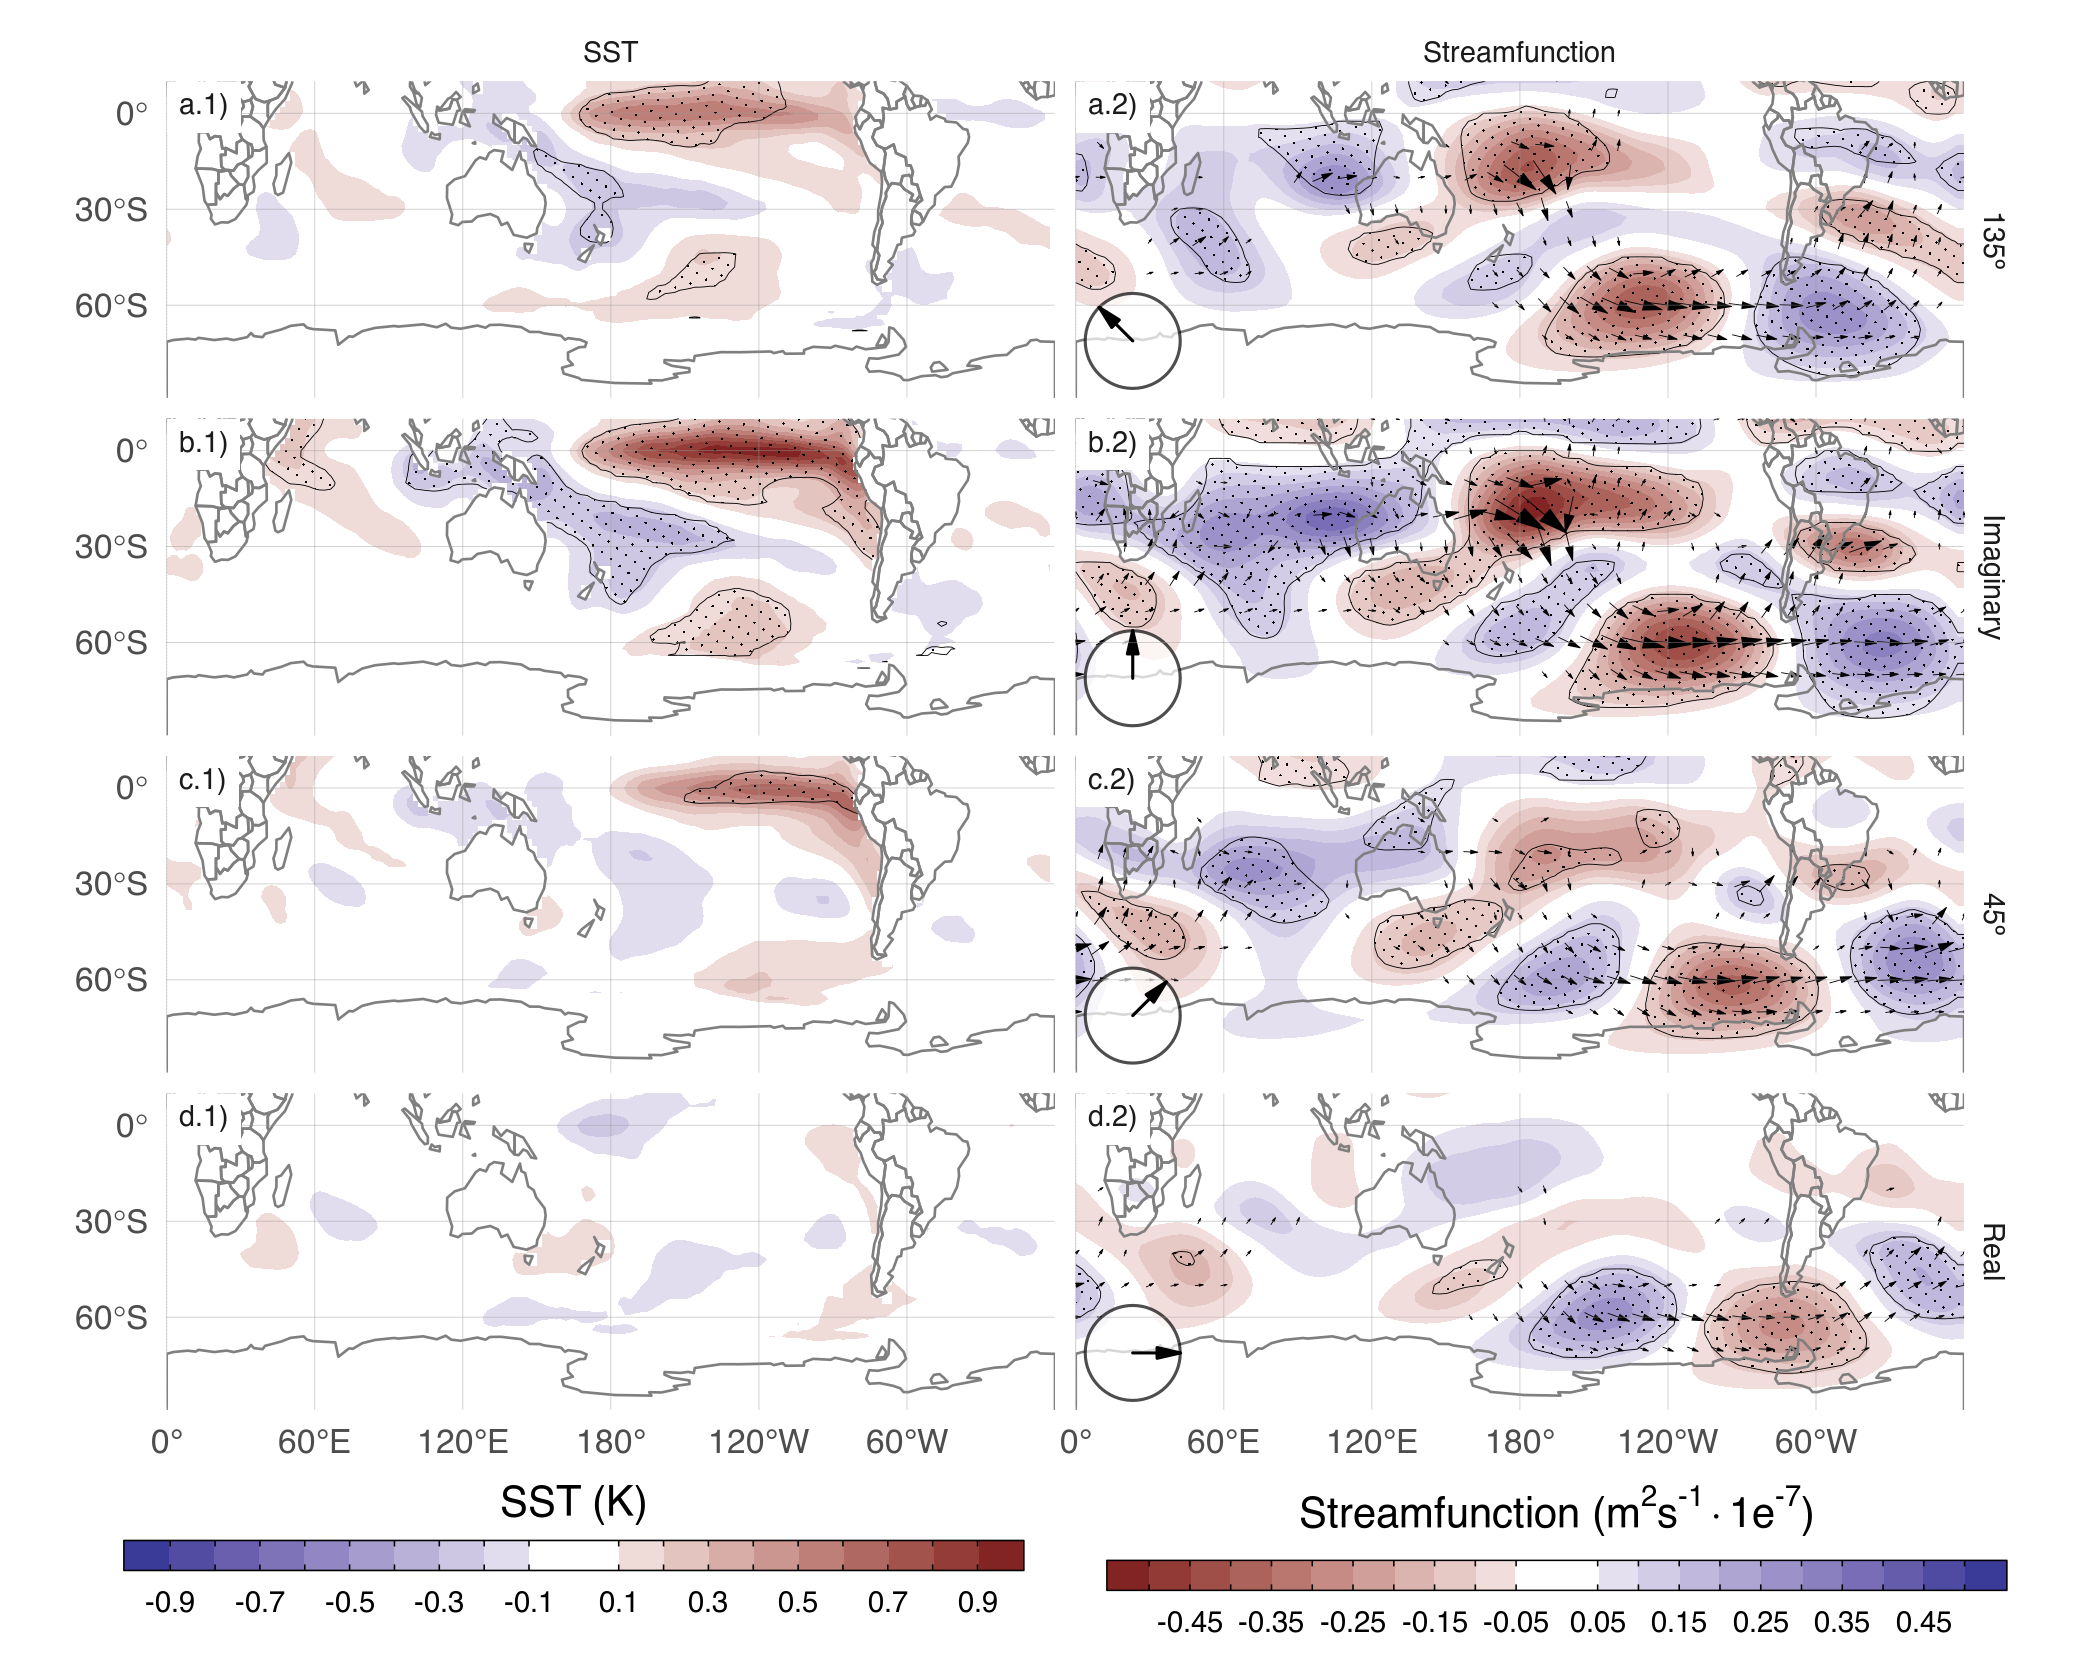 SST
Streamfunction
a.1)
a.2)
0°
30°S
60°S
135º
b.1)
b.2)
0°
30°S
60°S
Imaginary
c.1)
c.2)
0°
30°S
60°S
45º
d.1)
d.2)
0°
30°S
60°S
Real
0° 60°E 120°E 180° 120°W 60°W
0° 60°E 120°E 180° 120°W 60°W
SST (K)
-0.9 -0.7 -0.5 -0.3 -0.1 0.1 0.3 0.5 0.7 0.9
Streamfunction (m²s⁻¹ · 1e⁻⁷)
-0.45 -0.35 -0.25 -0.15 -0.05 0.05 0.15 0.25 0.35 0.45